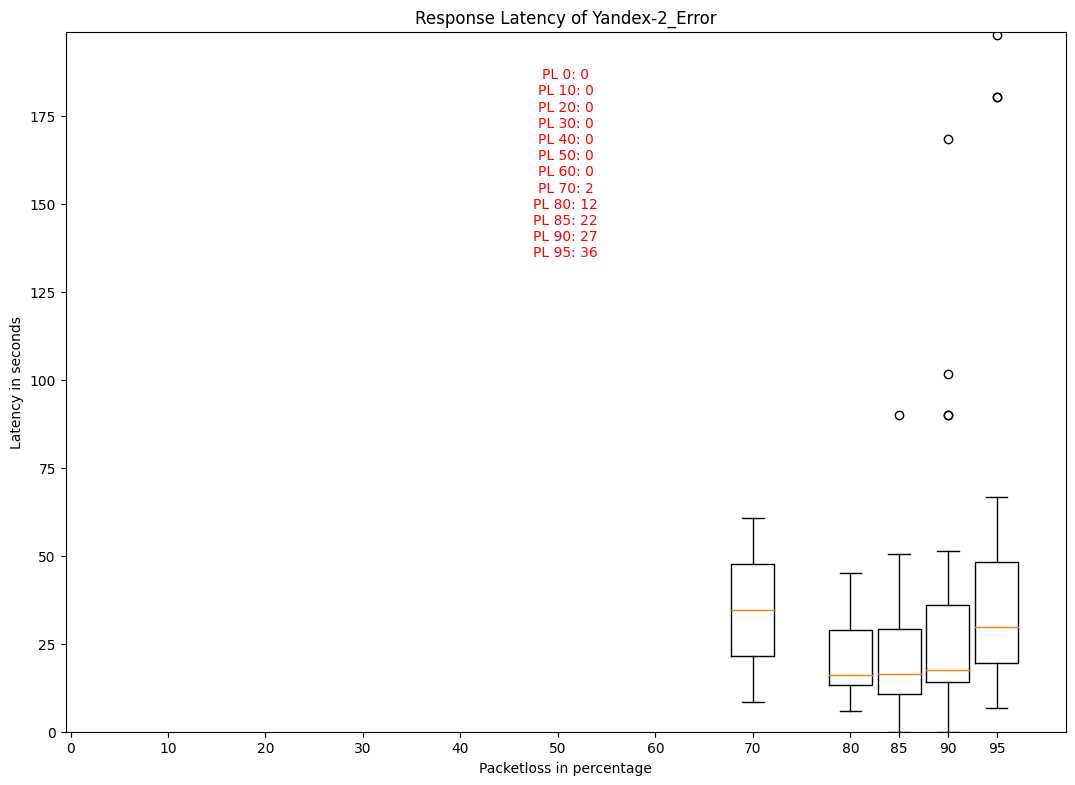 Response Latency of Yandex-2_Error
PL 0: 0
PL 10: 0
PL 20: 0
PL 30: 0
PL 40: 0
PL 50: 0
PL 60: 0
PL 70: 2
PL 80: 12
PL 85: 22
PL 90: 27
PL 95: 36
175
150
125
100
75
50
25
0
Latency in seconds
0 10 20 30 40 50 60 70 80 85 90 95
Packetloss in percentage